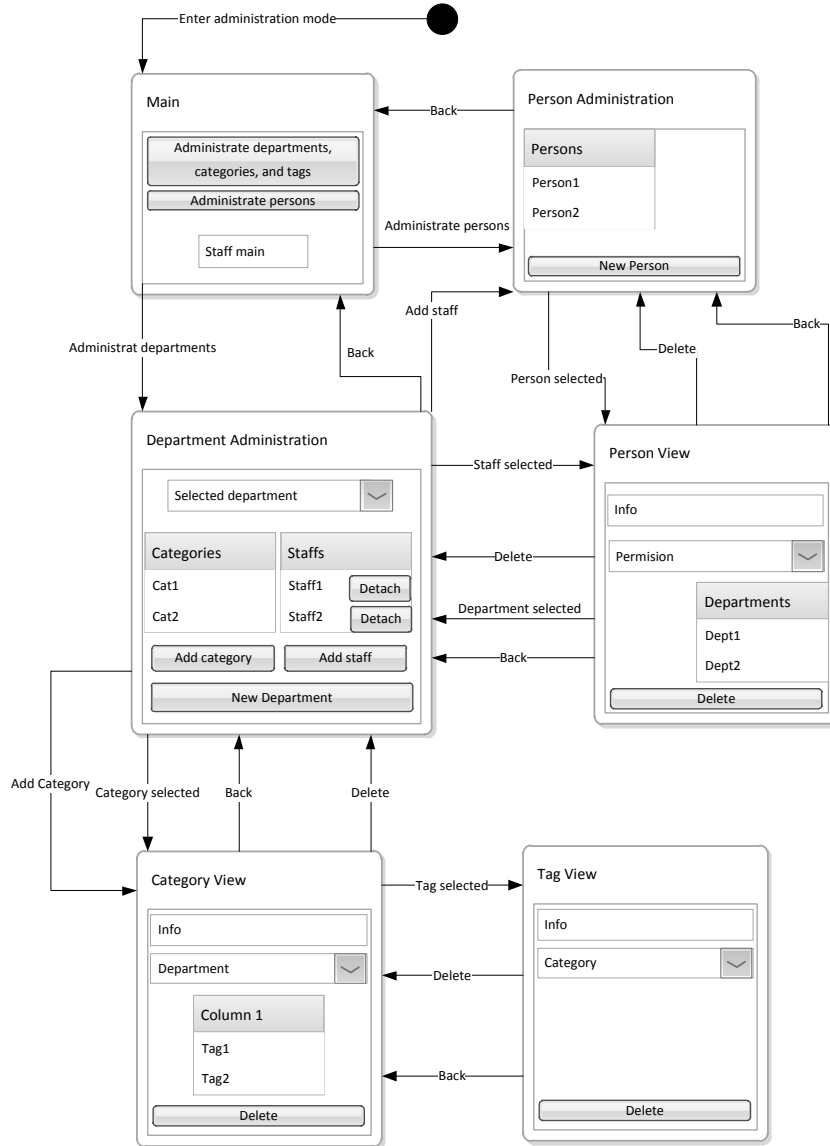 Enter administration mode
Main
Administrate departments,
categories, and tags
Administrate persons
Staff main
Back
Person Administration
Persons
Person1
Person2
New Person
Administrate persons
Add staff
Administrat departments
Back
Person selected
Delete
Back
Department Administration
Selected department
Categories
Cat1
Cat2
Staffs
Staff1
Detach
Staff2
Detach
Add category
Add staff
New Department
Staff selected
Delete
Department selected
Back
Person View
Info
Permision
Departments
Dept1
Dept2
Delete
Add Category
Category selected
Back
Delete
Category View
Info
Department
Column 1
Tag1
Tag2
Delete
Tag selected
Delete
Back
Tag View
Info
Category
Delete